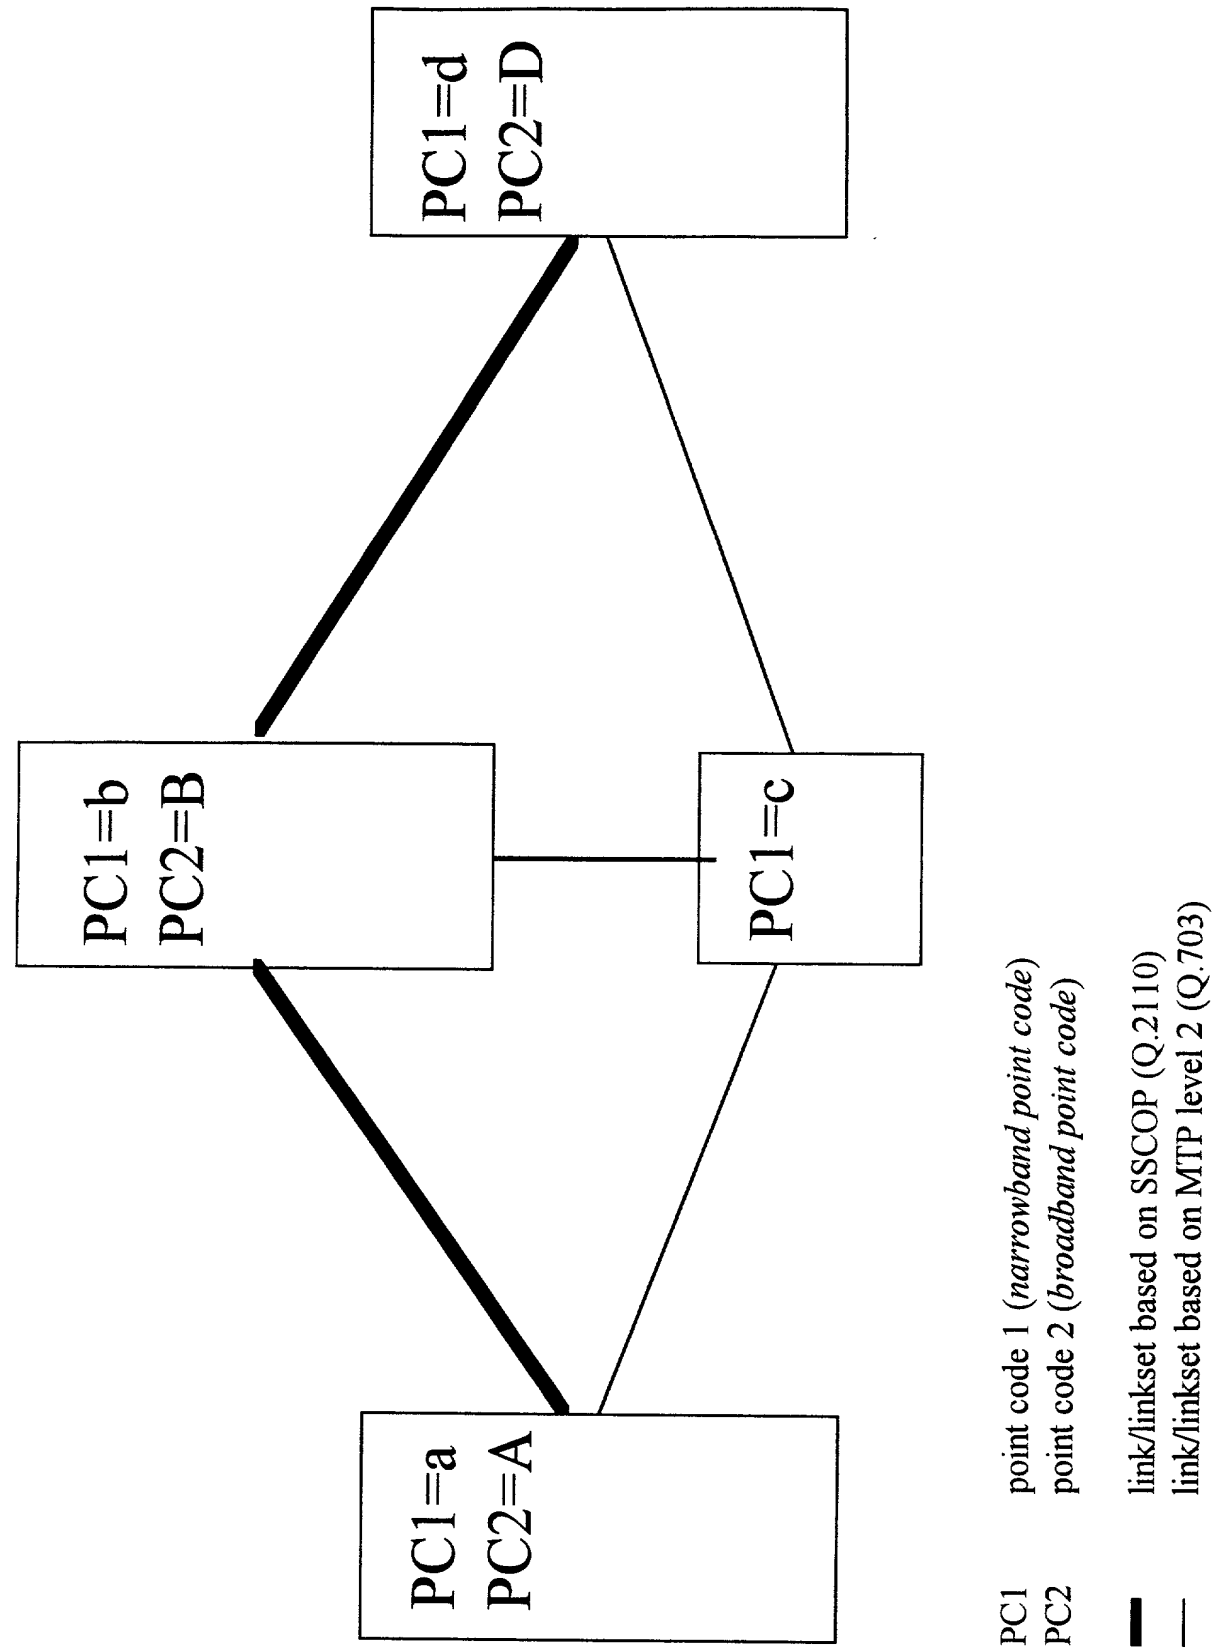 PC1=b
PC2=B
PC1=a
PC2=A
PC1=d
PC2=D
PC1=c
PC1 point code 1 (narrowband point code)
PC2 point code 2 (broadband point code)
link/linkset based on SSCOP (Q.2110)
link/linkset based on MTP level 2 (Q.703)